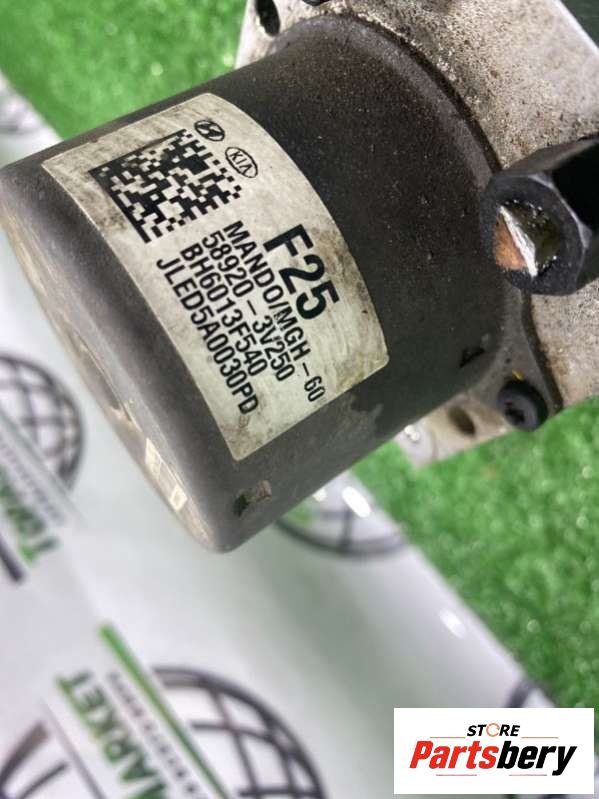 KIA
F25
MANDO/MGH-60
58920-3V250
BH6013F540
JLED5A0030PD
MARKET
STORE
Partsbery